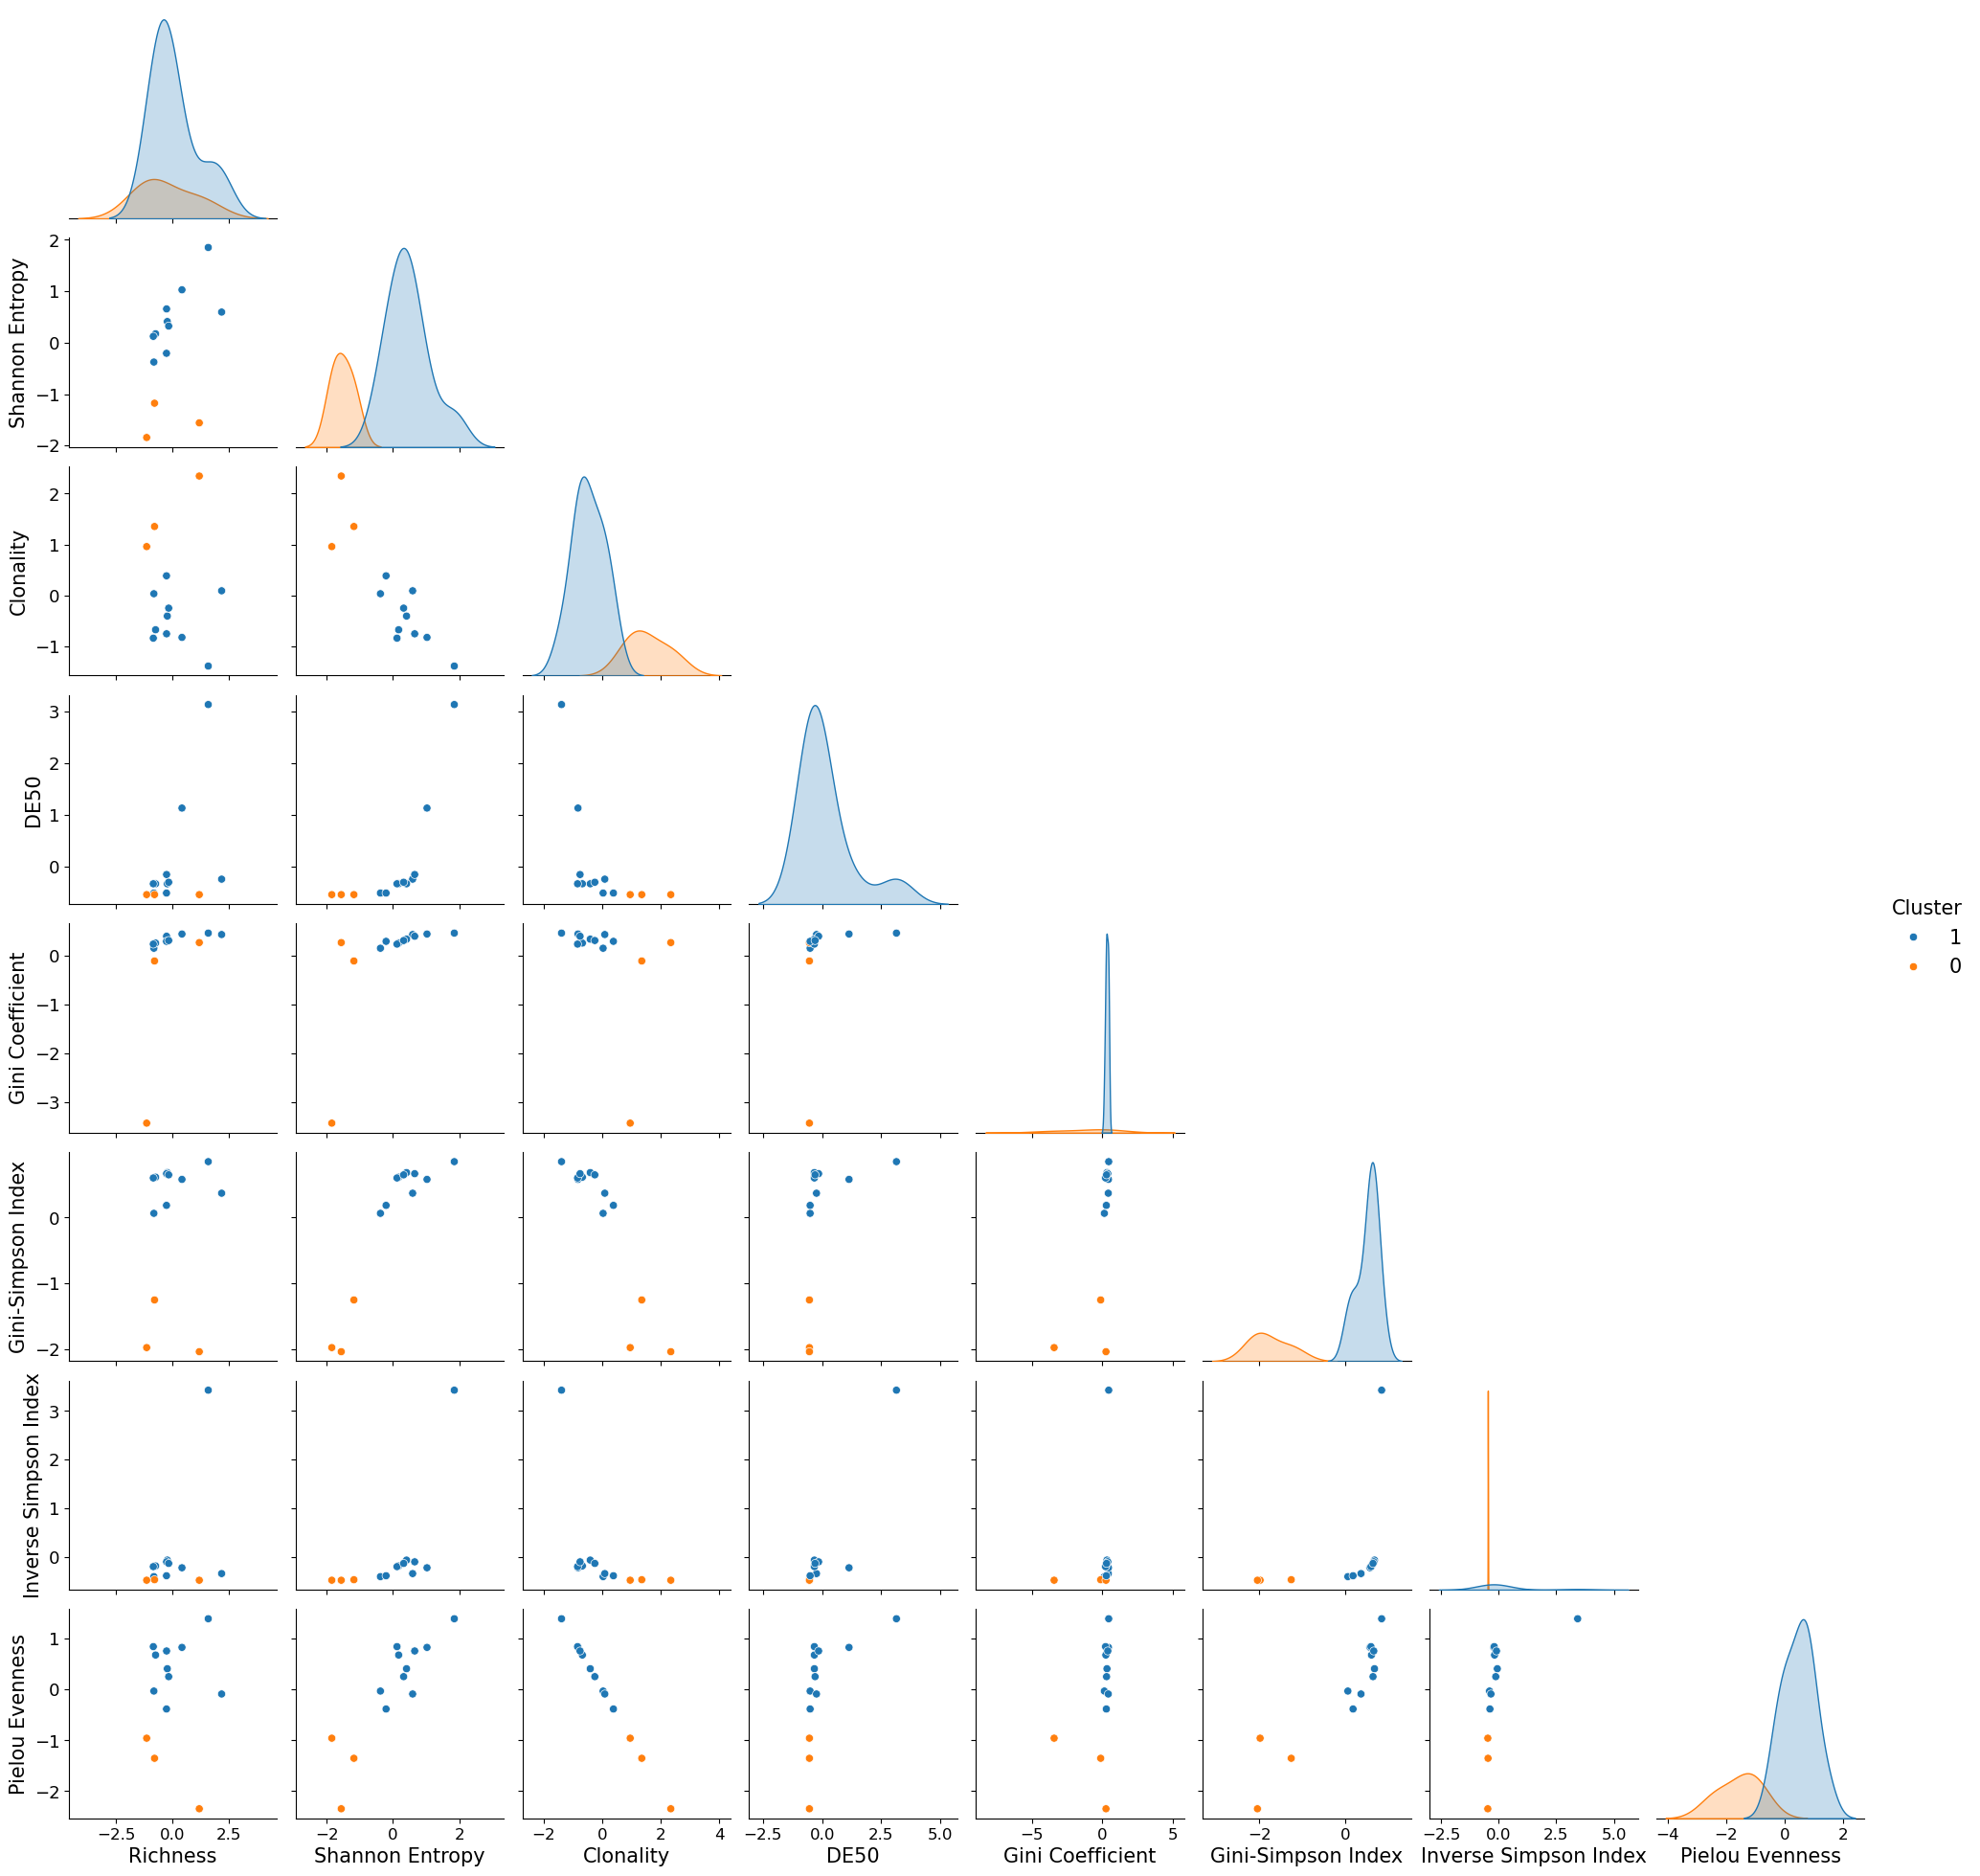 Shannon Entropy
2
1
0
−1
−2
Clonality
2
1
0
−1
DE50
3
2
1
0
Gini Coefficient
0
−1
−2
−3
Gini-Simpson Index
0
−1
−2
Inverse Simpson Index
3
2
1
0
Pielou Evenness
1
0
−1
−2
−2.5 0.0 2.5
Richness
−2 0 2
Shannon Entropy
−2 0 2 4
Clonality
−2.5 0.0 2.5 5.0
DE50
−5 0 5
Gini Coefficient
−2 0
Gini-Simpson Index
−2.5 0.0 2.5 5.0
Inverse Simpson Index
−4 −2 0 2
Pielou Evenness
Cluster
1
0